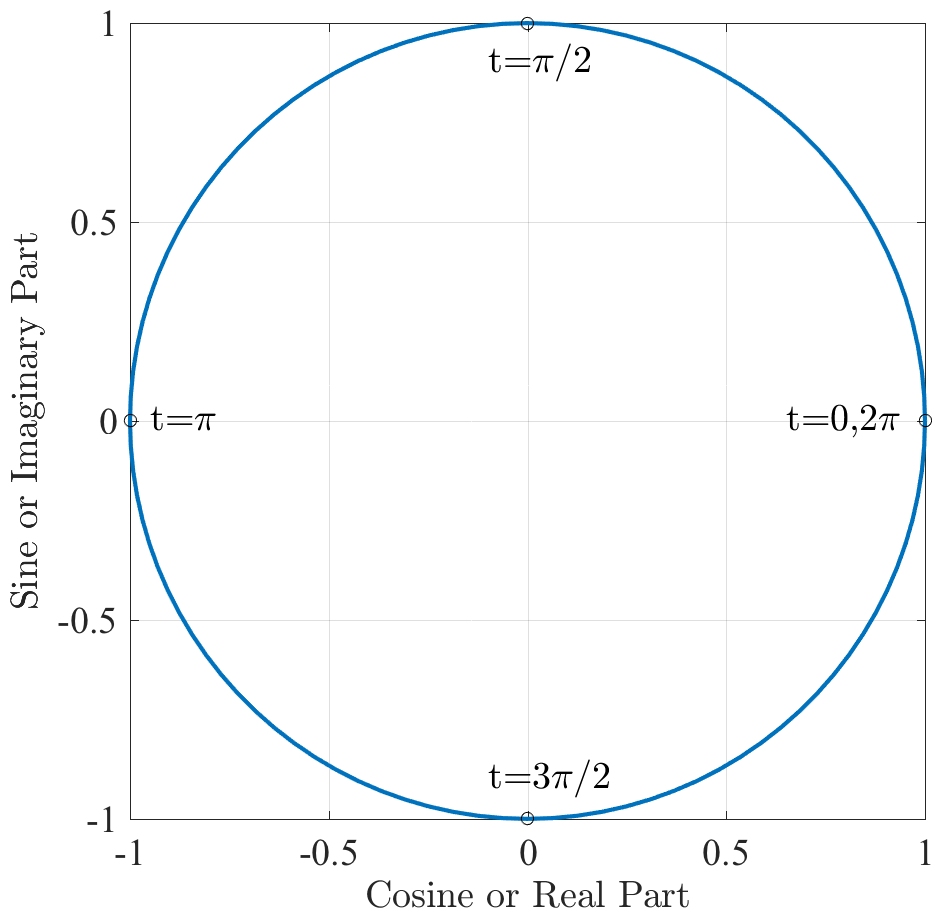 1
t=π/2
0.5
Sine or Imaginary Part
0
t=π
t=0,2π
-0.5
t=3π/2
-1
-1
-0.5
0
0.5
1
Cosine or Real Part